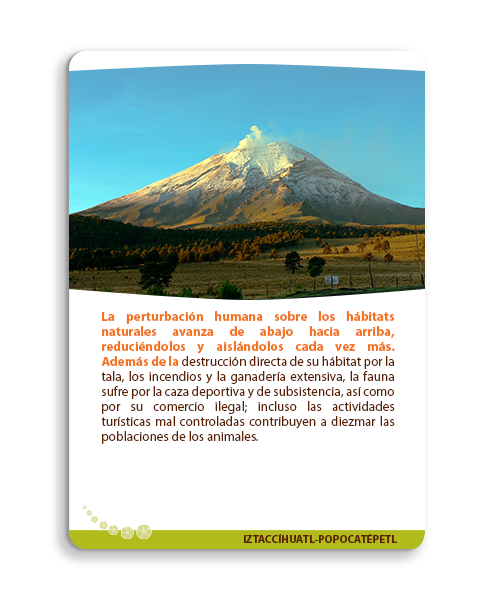 La perturbación humana sobre los hábitats
naturales avanza de abajo hacia arriba,
reduciéndolos y aislándolos cada vez más.
Además de la destrucción directa de su hábitat por la
tala, los incendios y la ganadería extensiva, la fauna
sufre por la caza deportiva y de subsistencia, así como
por su comercio ilegal; incluso las actividades
turísticas mal controladas contribuyen a diezmar las
poblaciones de los animales.
IZTACCÍHUATL-POPOCATÉPETL